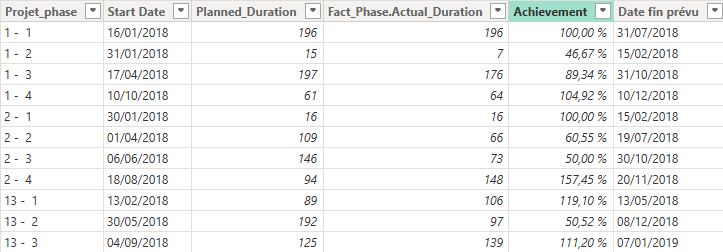 Projet_phase Start Date Planned_Duration Fact_Phase.Actual_Duration Achievement Date fin prévu
1 - 1 16/01/2018 196 196 100,00 % 31/07/2018
1 - 2 31/01/2018 15 7 46,67 % 15/02/2018
1 - 3 17/04/2018 197 176 89,34 % 31/10/2018
1 - 4 10/10/2018 61 64 104,92 % 10/12/2018
2 - 1 30/01/2018 16 16 100,00 % 15/02/2018
2 - 2 01/04/2018 109 66 60,55 % 19/07/2018
2 - 3 06/06/2018 146 73 50,00 % 30/10/2018
2 - 4 18/08/2018 94 148 157,45 % 20/11/2018
13 - 1 13/02/2018 89 106 119,10 % 13/05/2018
13 - 2 30/05/2018 192 97 50,52 % 08/12/2018
13 - 3 04/09/2018 125 139 111,20 % 07/01/2019